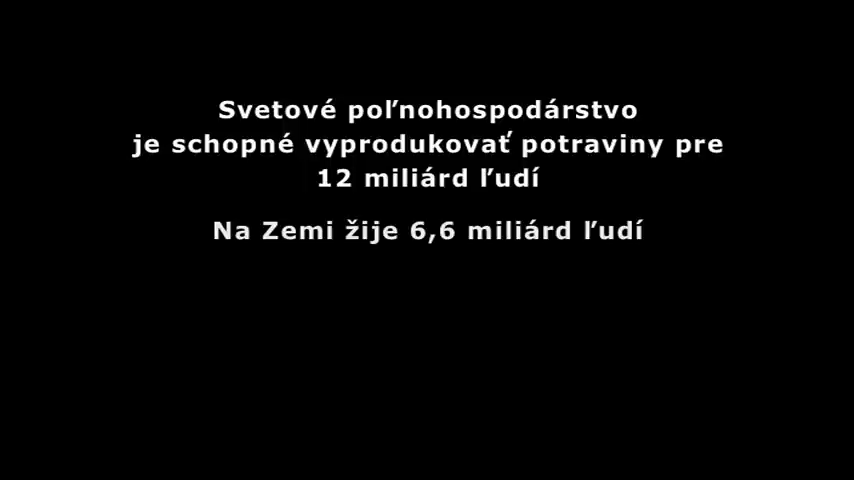 Svetové poľnohospodárstvo
je schopné vyprodukovať potraviny pre
12 miliárd ľudí
Na Zemi žije 6,6 miliárd ľudí